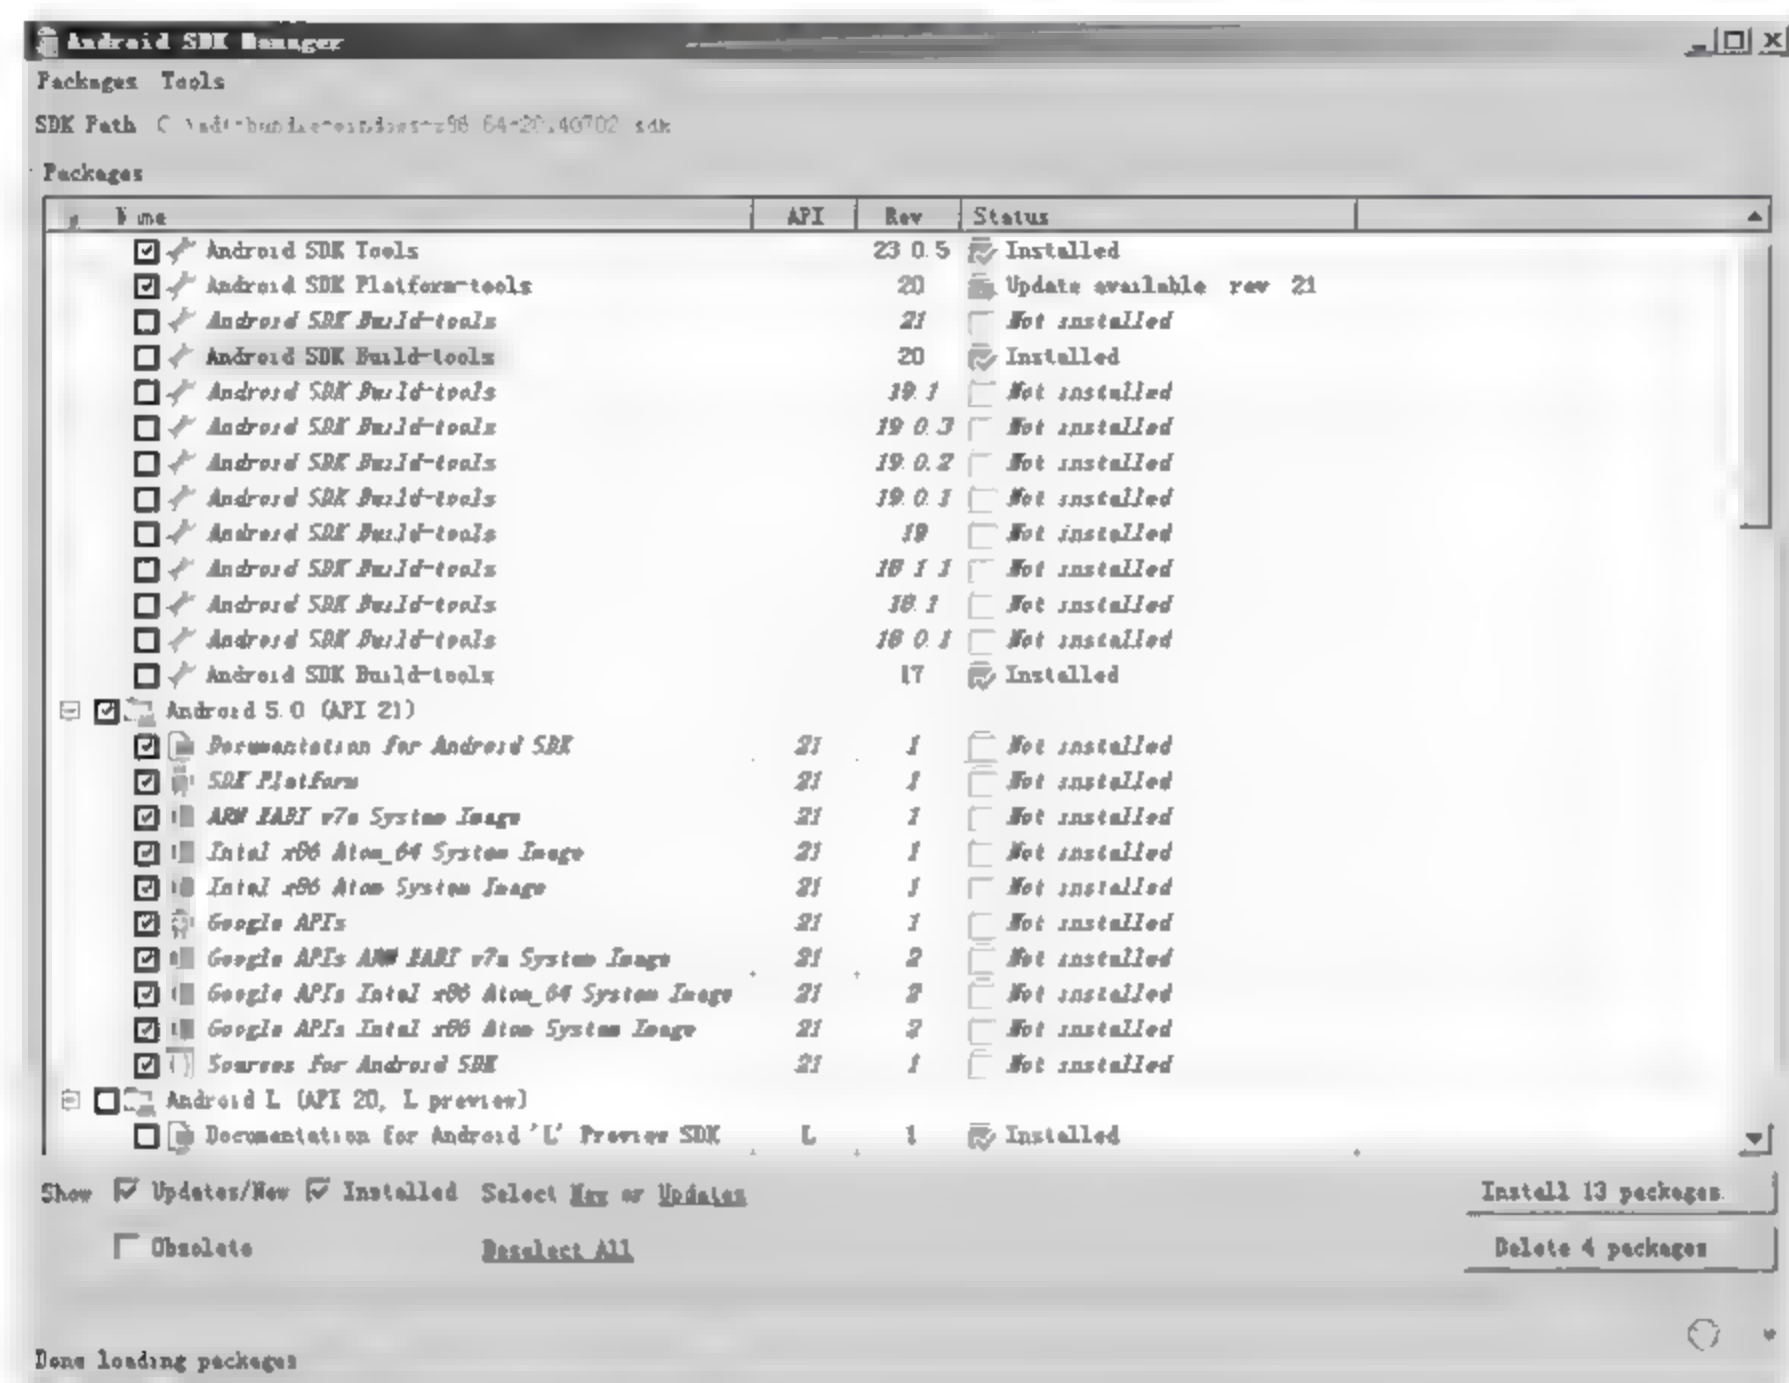 Android SDK Manager
Packages Tools
SDK Path
Packages
Name API Rev Status
Android SDK Tools 23.0.5 Installed
Android SDK Platform-tools 20 Update available rev 21
Android SDK Build-tools 21 Not installed
Android SDK Build-tools 20 Installed
Android SDK Build-tools 19.1 Not installed
Android SDK Build-tools 19.0.3 Not installed
Android SDK Build-tools 19.0.2 Not installed
Android SDK Build-tools 19.0.1 Not installed
Android SDK Build-tools 19 Not installed
Android SDK Build-tools 18.1.1 Not installed
Android SDK Build-tools 18.1 Not installed
Android SDK Build-tools 18.0.1 Not installed
Android SDK Build-tools 17 Installed
Android 5.0 (API 21)
Documentation for Android SDK 21 1 Not installed
SDK Platform 21 1 Not installed
ARM EABI v7a System Image 21 1 Not installed
Intel x86 Atom_64 System Image 21 1 Not installed
Intel x86 Atom System Image 21 1 Not installed
Google APIs 21 1 Not installed
Google APIs ARM EABI v7a System Image 21 2 Not installed
Google APIs Intel x86 Atom_64 System Image 21 2 Not installed
Google APIs Intel x86 Atom System Image 21 2 Not installed
Sources for Android SDK 21 1 Not installed
Android L (API 20, L preview)
Documentation for Android 'L' Preview SDK L 1 Installed
Show Updates/New Installed Select New or Updates Install 13 packages
Obsolete Deselect All Delete 4 packages
Done loading packages